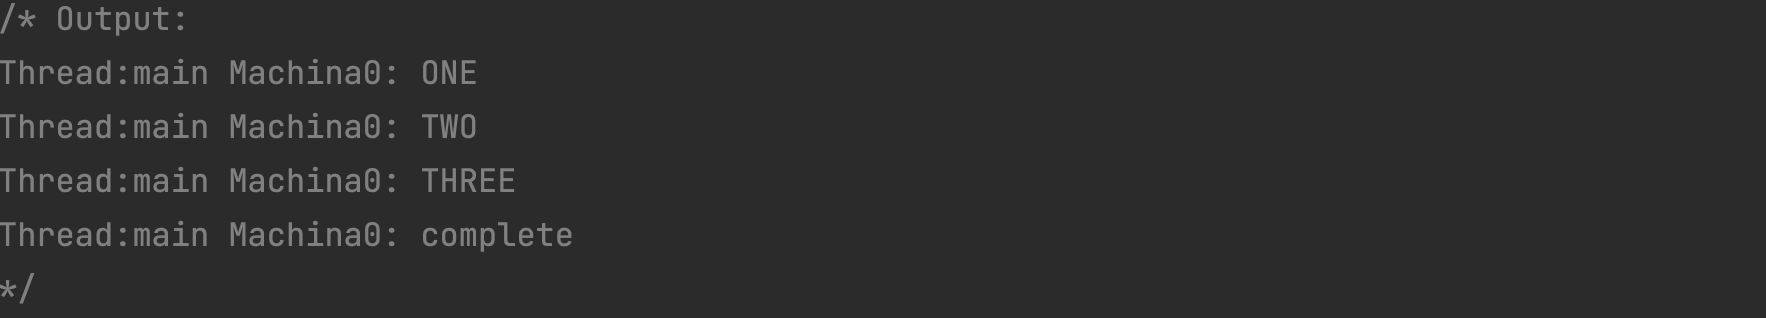 /* Output:
Thread:main Machina0: ONE
Thread:main Machina0: TWO
Thread:main Machina0: THREE
Thread:main Machina0: complete
*/